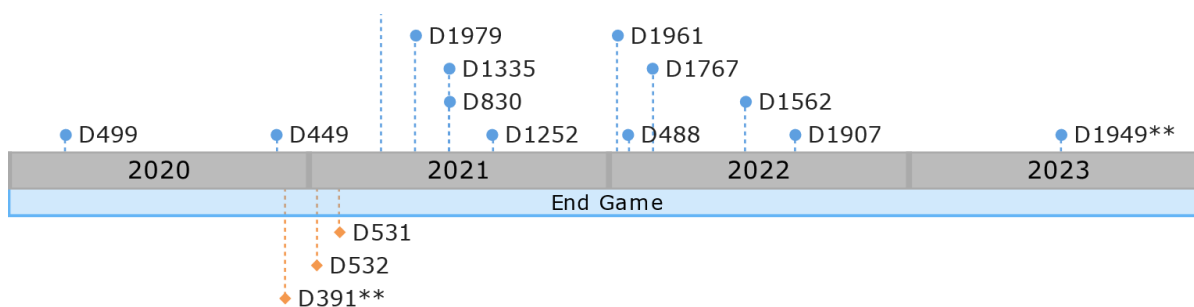 D1979
D1961
D1335
D1767
D830
D1562
D499
D449
D1252
D488
D1907
D1949**
2020
2021
2022
2023
End Game
D531
D532
D391**